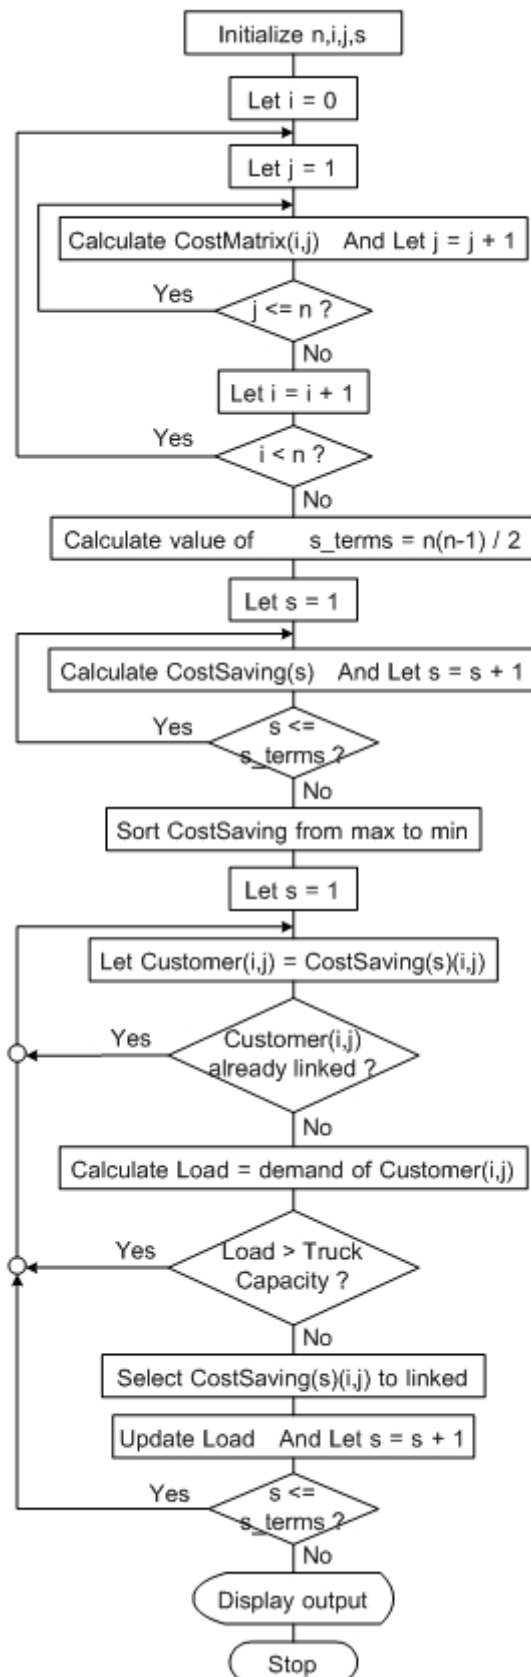 Initialize n,i,j,s
Let i = 0
Let j = 1
Calculate CostMatrix(i,j) And Let j = j + 1
Yes
j <= n ?
No
Let i = i + 1
Yes
i < n ?
No
Calculate value of s_terms = n(n-1) / 2
Let s = 1
Calculate CostSaving(s) And Let s = s + 1
Yes
s <=
s_terms ?
No
Sort CostSaving from max to min
Let s = 1
Let Customer(i,j) = CostSaving(s)(i,j)
Yes
Customer(i,j)
already linked ?
No
Calculate Load = demand of Customer(i,j)
Yes
Load > Truck
Capacity ?
No
Select CostSaving(s)(i,j) to linked
Update Load And Let s = s + 1
Yes
s <=
s_terms ?
No
Display output
Stop